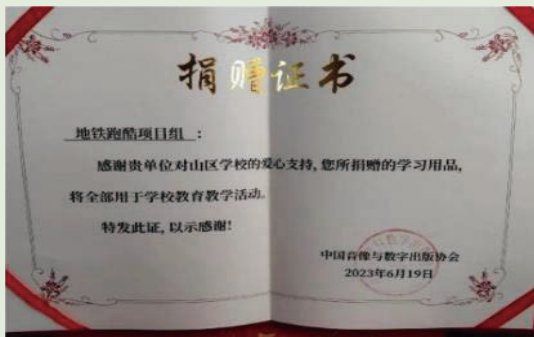 捐赠证书
地铁跑酷项目组 :
感谢贵单位对山区学校的爱心支持, 您所捐赠的学习用品,
将全部用于学校教育教学活动。
特发此证, 以示感谢!
中国音像与数字出版协会
2023年6月19日